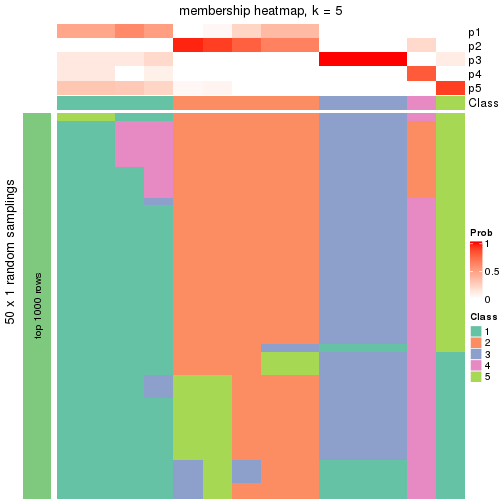 membership heatmap, k = 5
p1
p2
p3
p4
p5
Class
50 x 1 random samplings
top 1000 rows
Prob
1
0.5
0
Class
1
2
3
4
5